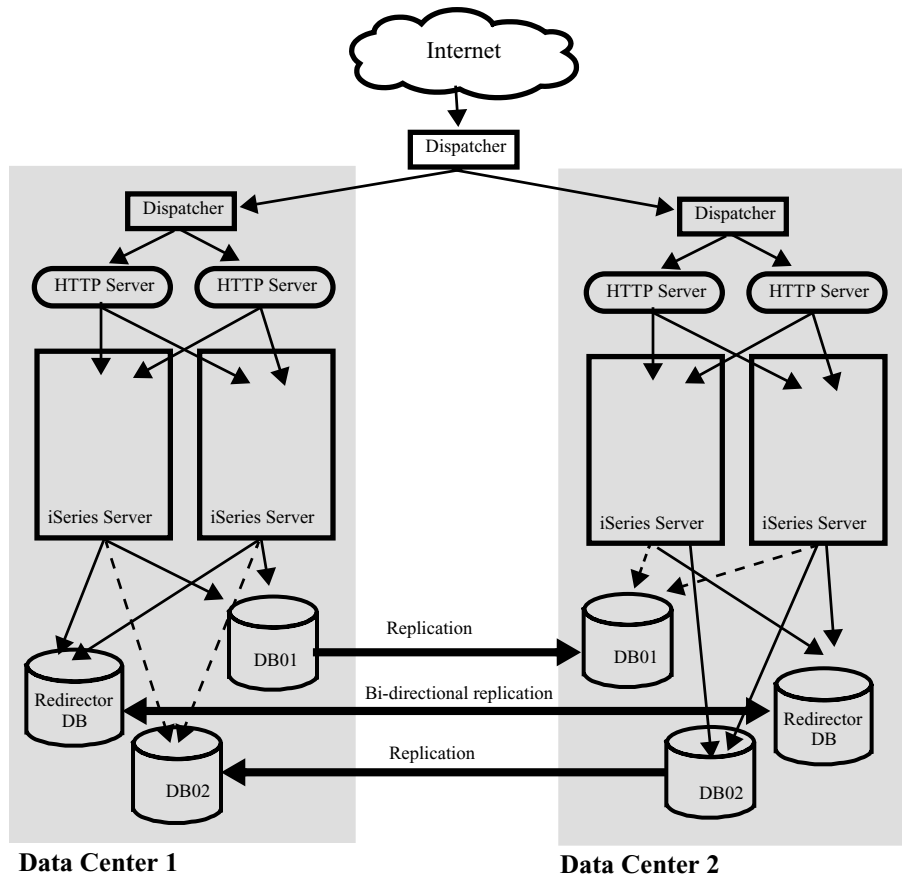 Internet
Dispatcher
Dispatcher
Dispatcher
HTTP Server
HTTP Server
HTTP Server
HTTP Server
iSeries Server
iSeries Server
iSeries Server
iSeries Server
Replication
DB01
DB01
Bi-directional replication
Redirector
DB
Redirector
DB
Replication
DB02
DB02
Data Center 1
Data Center 2